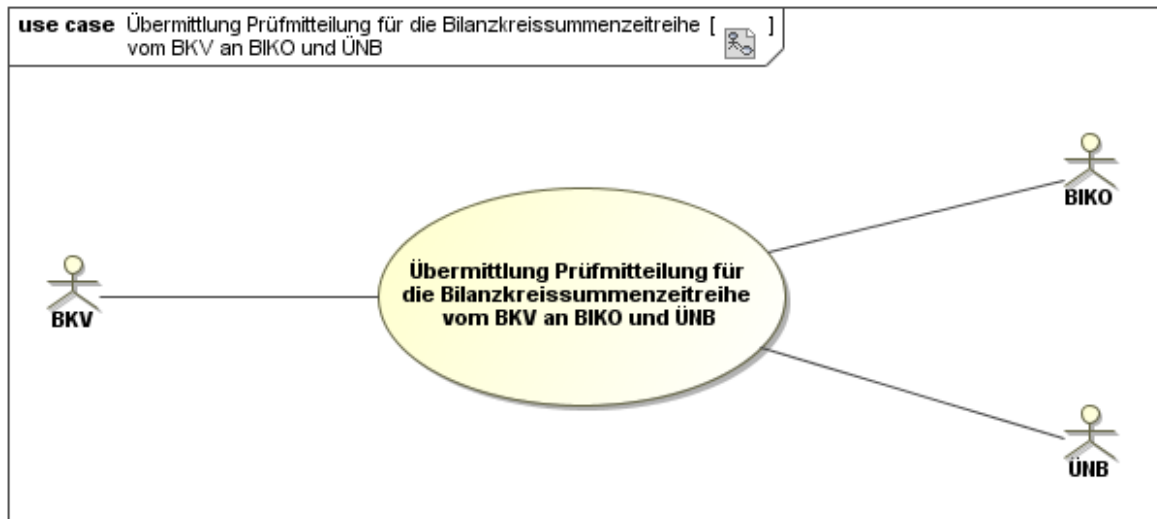 use case Übermittlung Prüfmitteilung für die Bilanzkreissummenzeitreihe [ ]
vom BKV an BIKO und ÜNB
BIKO
Übermittlung Prüfmitteilung für
die Bilanzkreissummenzeitreihe
vom BKV an BIKO und ÜNB
BKV
ÜNB